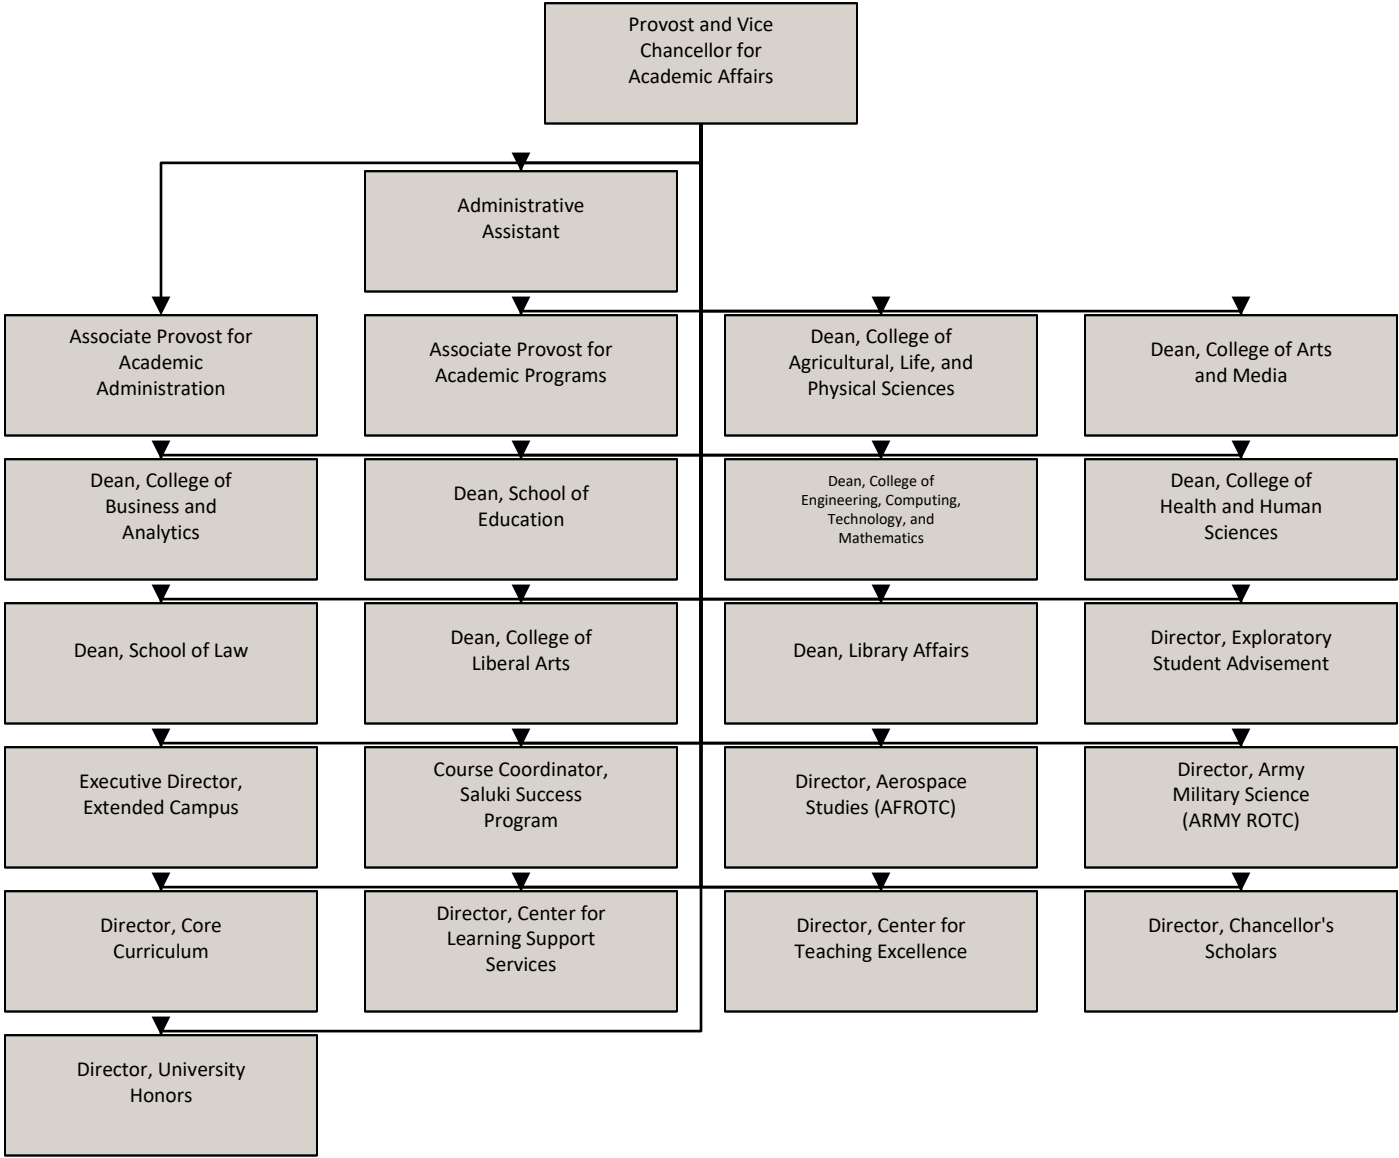 Provost and Vice
Chancellor for
Academic Affairs
Administrative
Assistant
Associate Provost for
Academic
Administration
Associate Provost for
Academic Programs
Dean, College of
Agricultural, Life, and
Physical Sciences
Dean, College of Arts
and Media
Dean, College of
Business and
Analytics
Dean, School of
Education
Dean, College of
Engineering, Computing,
Technology, and
Mathematics
Dean, College of
Health and Human
Sciences
Dean, School of Law
Dean, College of
Liberal Arts
Dean, Library Affairs
Director, Exploratory
Student Advisement
Executive Director,
Extended Campus
Course Coordinator,
Saluki Success
Program
Director, Aerospace
Studies (AFROTC)
Director, Army
Military Science
(ARMY ROTC)
Director, Core
Curriculum
Director, Center for
Learning Support
Services
Director, Center for
Teaching Excellence
Director, Chancellor's
Scholars
Director, University
Honors